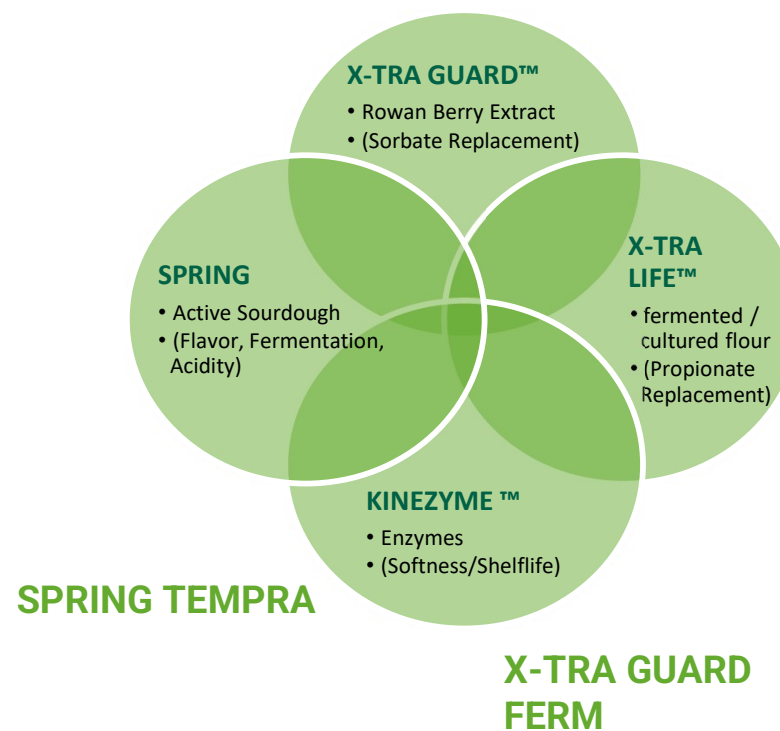 X-TRA GUARD™
• Rowan Berry Extract
• (Sorbate Replacement)
SPRING
• Active Sourdough
• (Flavor, Fermentation,
Acidity)
X-TRA
LIFE™
• fermented /
cultured flour
• (Propionate
Replacement)
KINEZYME ™
• Enzymes
• (Softness/Shelflife)
SPRING TEMPRA
X-TRA GUARD
FERM